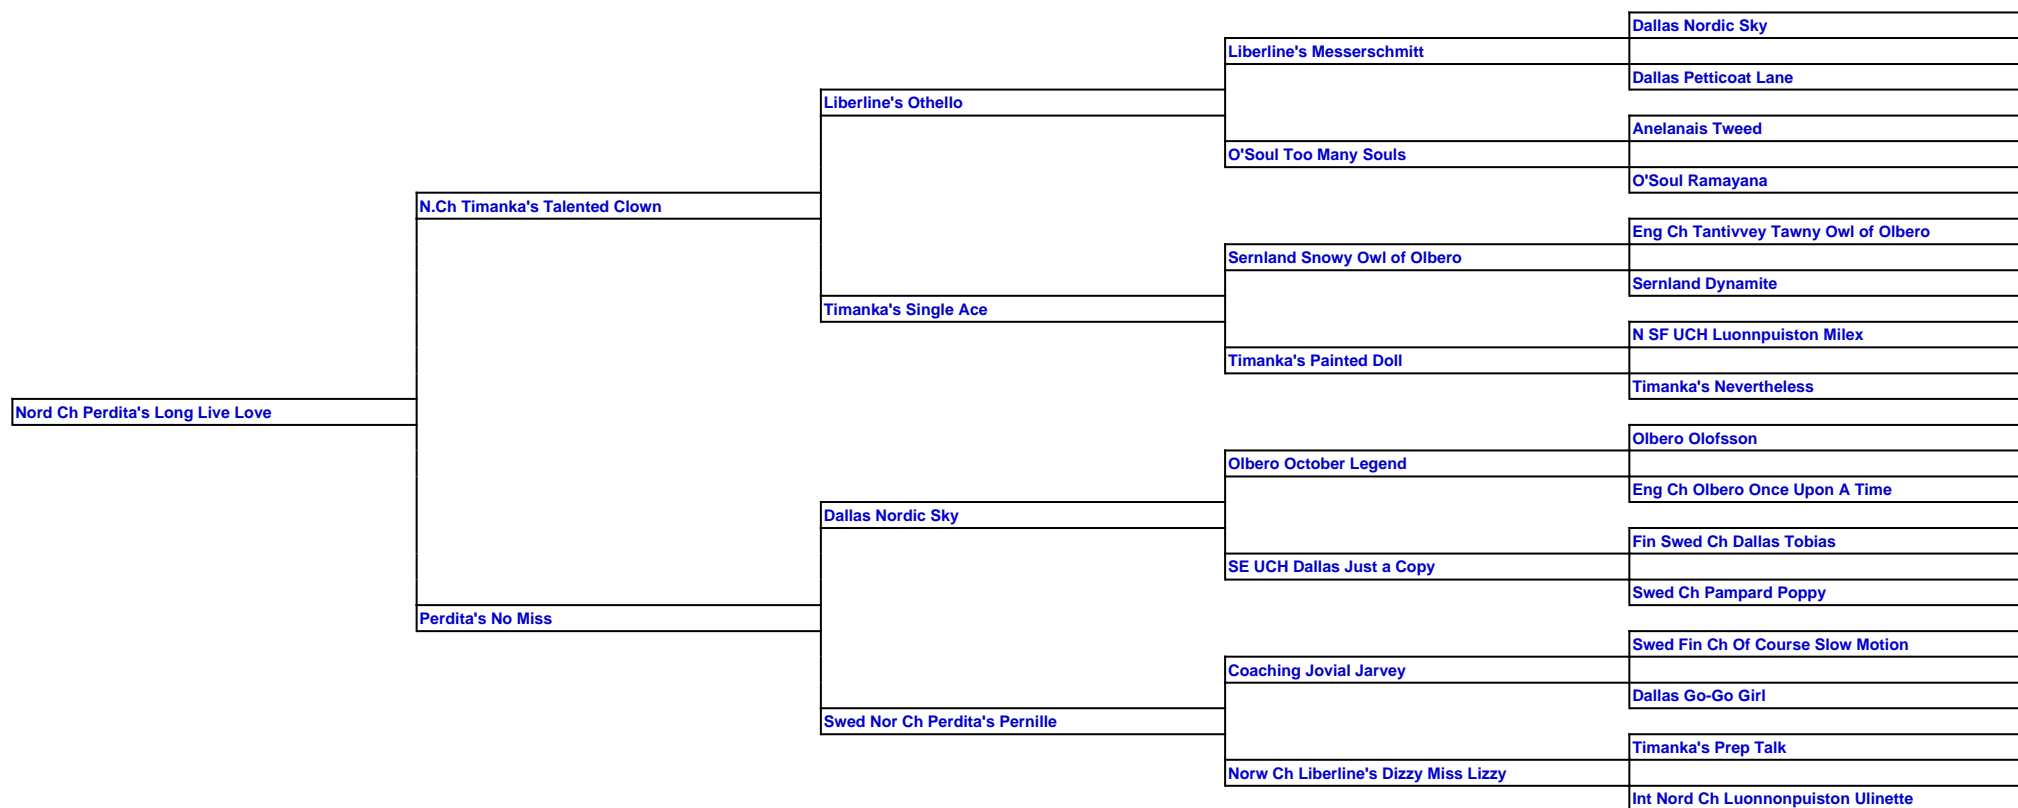 Dallas Nordic Sky
Liberline's Messerschmitt
Dallas Petticoat Lane
Liberline's Othello
Anelanais Tweed
O'Soul Too Many Souls
O'Soul Ramayana
N.Ch Timanka's Talented Clown
Eng Ch Tantivvey Tawny Owl of Olbero
Sernland Snowy Owl of Olbero
Sernland Dynamite
Timanka's Single Ace
N SF UCH Luonnpuiston Milex
Timanka's Painted Doll
Timanka's Nevertheless
Nord Ch Perdita's Long Live Love
Olbero Olofsson
Olbero October Legend
Eng Ch Olbero Once Upon A Time
Dallas Nordic Sky
Fin Swed Ch Dallas Tobias
SE UCH Dallas Just a Copy
Swed Ch Pampard Poppy
Perdita's No Miss
Swed Fin Ch Of Course Slow Motion
Coaching Jovial Jarvey
Dallas Go-Go Girl
Swed Nor Ch Perdita's Pernille
Timanka's Prep Talk
Norw Ch Liberline's Dizzy Miss Lizzy
Int Nord Ch Luonnonpuiston Ulinette